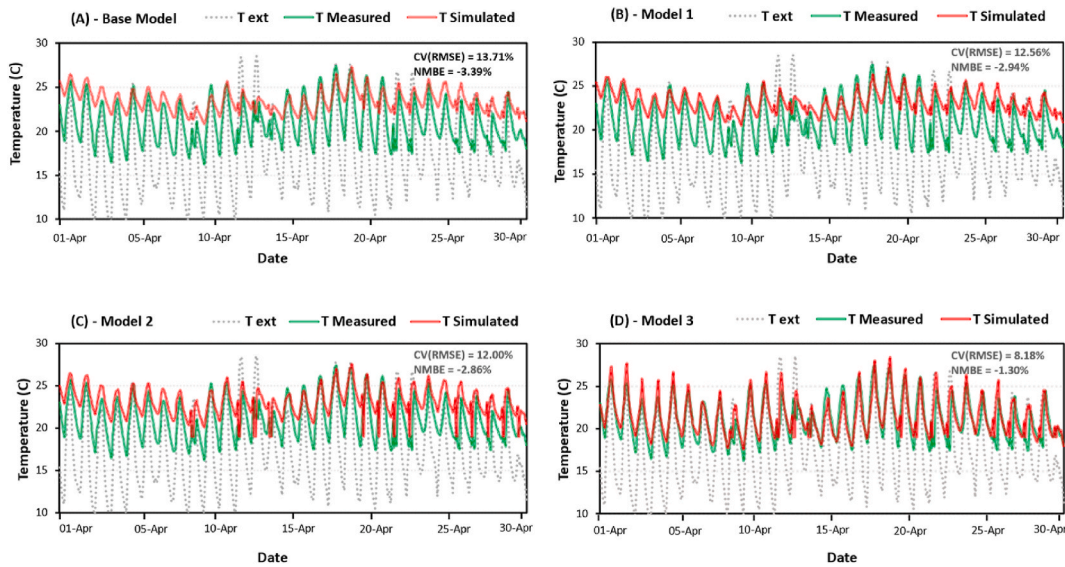 (A) - Base Model T ext T Measured T Simulated
CV(RMSE) = 13.71%
NMBE = -3.39%
Temperature (C)
30
25
20
15
10
01-Apr 05-Apr 10-Apr 15-Apr 20-Apr 25-Apr 30-Apr
Date
(B) - Model 1 T ext T Measured T Simulated
CV(RMSE) = 12.56%
NMBE = -2.94%
Temperature (C)
30
25
20
15
10
01-Apr 05-Apr 10-Apr 15-Apr 20-Apr 25-Apr 30-Apr
Date
(C) - Model 2 T ext T Measured T Simulated
CV(RMSE) = 12.00%
NMBE = -2.86%
Temperature (C)
30
25
20
15
10
01-Apr 05-Apr 10-Apr 15-Apr 20-Apr 25-Apr 30-Apr
Date
(D) - Model 3 T ext T Measured T Simulated
CV(RMSE) = 8.18%
NMBE = -1.30%
Temperature (C)
30
25
20
15
10
01-Apr 05-Apr 10-Apr 15-Apr 20-Apr 25-Apr 30-Apr
Date